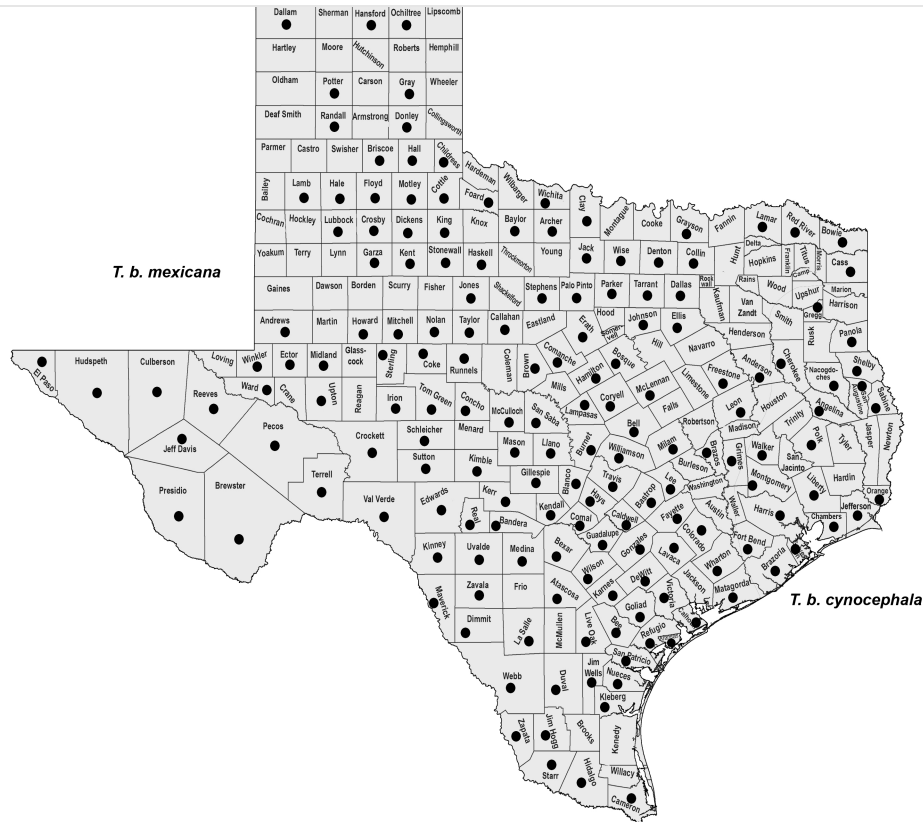 Dallam Sherman Hansford Ochiltree Lipscomb
Hartley Moore Hutchinson Roberts Hemphill
Oldham Potter Carson Gray Wheeler
Deaf Smith Randall Armstrong Donley Collingsworth
Parmer Castro Swisher Briscoe Hall Childress
Bailey Lamb Hale Floyd Motley Cottle Hardeman Foard Wilbarger Wichita Clay
Cochran Hockley Lubbock Crosby Dickens King Knox Baylor Archer Montague Cooke Grayson Fannin Lamar Red River Bowie
Yoakum Terry Lynn Garza Kent Stonewall Haskell Throckmorton Young Jack Wise Denton Collin Hunt Delta Hopkins Franklin Titus Camp Morris Cass
T. b. mexicana
Gaines Dawson Borden Scurry Fisher Jones Shackelford Stephens Palo Pinto Parker Tarrant Dallas Rock wall Kaufman Rains Wood Upshur Marion Harrison
Andrews Martin Howard Mitchell Nolan Taylor Callahan Eastland Erath Hood Somer vell Johnson Ellis Van Zandt Smith Gregg Rusk Panola
El Paso Hudspeth Culberson Loving Winkler Ector Midland Glass- cock Sterling Coke Runnels Coleman Brown Comanche Hamilton Bosque Hill Navarro Henderson Anderson Cherokee Nacogdo- ches Shelby
Reeves Ward Crane Upton Reagan Irion Tom Green Concho Mills Lampasas Coryell McLennan Limestone Freestone Leon Houston Angelina San Augustine Sabine
Jeff Davis Pecos Crockett Schleicher Menard McCulloch San Saba Burnet Bell Falls Robertson Madison Trinity Polk Tyler Jasper Newton
Presidio Brewster Terrell Sutton Kimble Mason Llano Williamson Milam Brazos Grimes Walker San Jacinto Hardin
Val Verde Edwards Kerr Gillespie Blanco Travis Burleson Lee Washington Montgomery Liberty Orange
Real Bandera Kendall Hays Comal Caldwell Bastrop Fayette Austin Waller Harris Chambers Jefferson
Kinney Uvalde Medina Bexar Guadalupe Gonzales Lavaca Colorado Fort Bend
Maverick Zavala Frio Atascosa Wilson Karnes DeWitt Victoria Jackson Wharton Matagorda Brazoria
T. b. cynocephala
Dimmit La Salle McMullen Live Oak Bee Goliad Refugio
Webb Duval Jim Wells San Patricio Nueces Kleberg
Zapata Jim Hogg Brooks Kenedy
Starr Hidalgo Willacy
Cameron